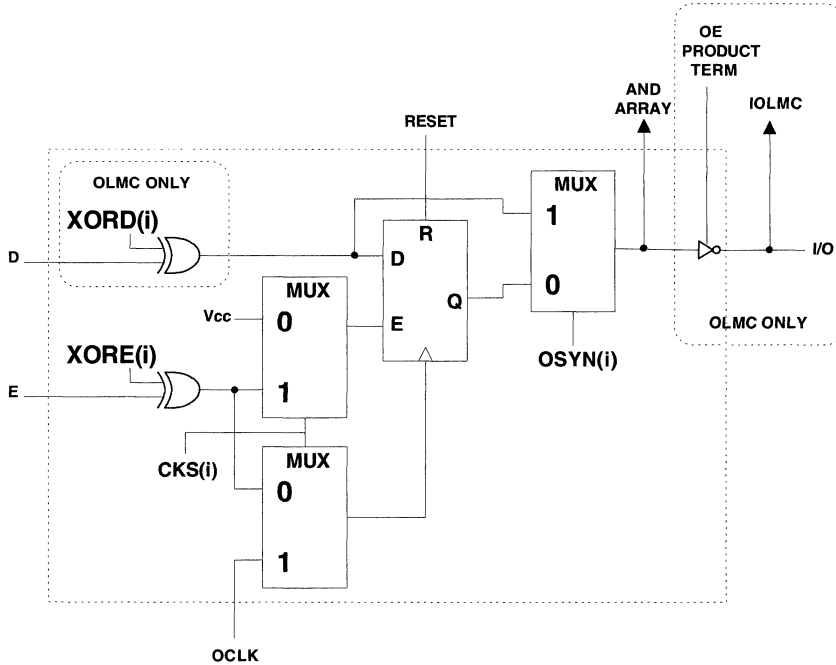 OE
PRODUCT
TERM
AND
ARRAY
IOLMC
RESET
OLMC ONLY
MUX
XORD(i)
1
R
D
D
I/O
MUX
0
Q
Vcc
0
E
OLMC ONLY
XORE(i)
OSYN(i)
E
1
MUX
CKS(i)
0
1
OCLK